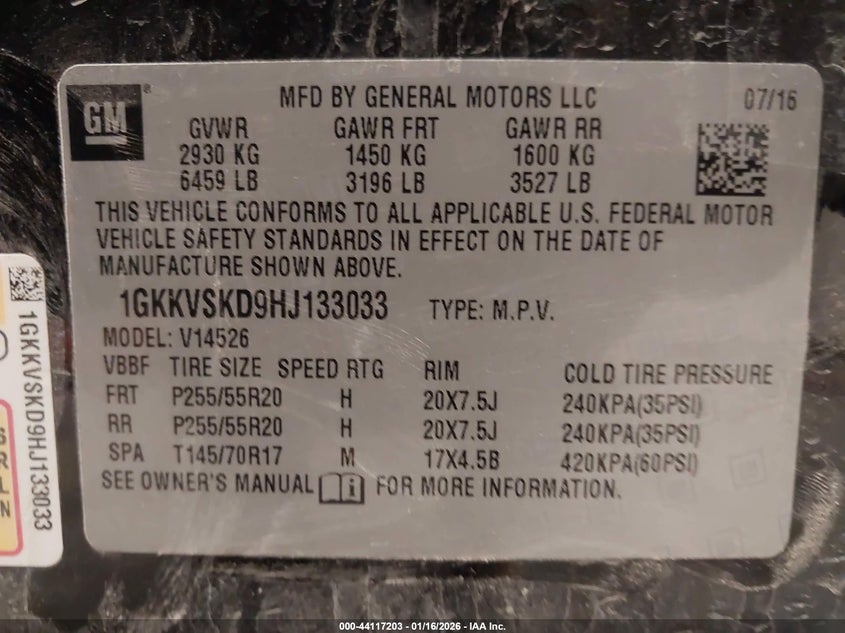 GM
MFD BY GENERAL MOTORS LLC 07/16
GVWR GAWR FRT GAWR RR
2930 KG 1450 KG 1600 KG
6459 LB 3196 LB 3527 LB
THIS VEHICLE CONFORMS TO ALL APPLICABLE U.S. FEDERAL MOTOR
VEHICLE SAFETY STANDARDS IN EFFECT ON THE DATE OF
MANUFACTURE SHOWN ABOVE.
1GKKVSKD9HJ133033 TYPE: M.P.V.
MODEL: V14526
VBBF TIRE SIZE SPEED RTG RIM COLD TIRE PRESSURE
FRT P255/55R20 H 20X7.5J 240KPA(35PSI)
RR P255/55R20 H 20X7.5J 240KPA(35PSI)
SPA T145/70R17 M 17X4.5B 420KPA(60PSI)
SEE OWNER'S MANUAL FOR MORE INFORMATION.
1GKKVSKD9HJ133033
000-44117203 - 01/16/2026 - IAA Inc.